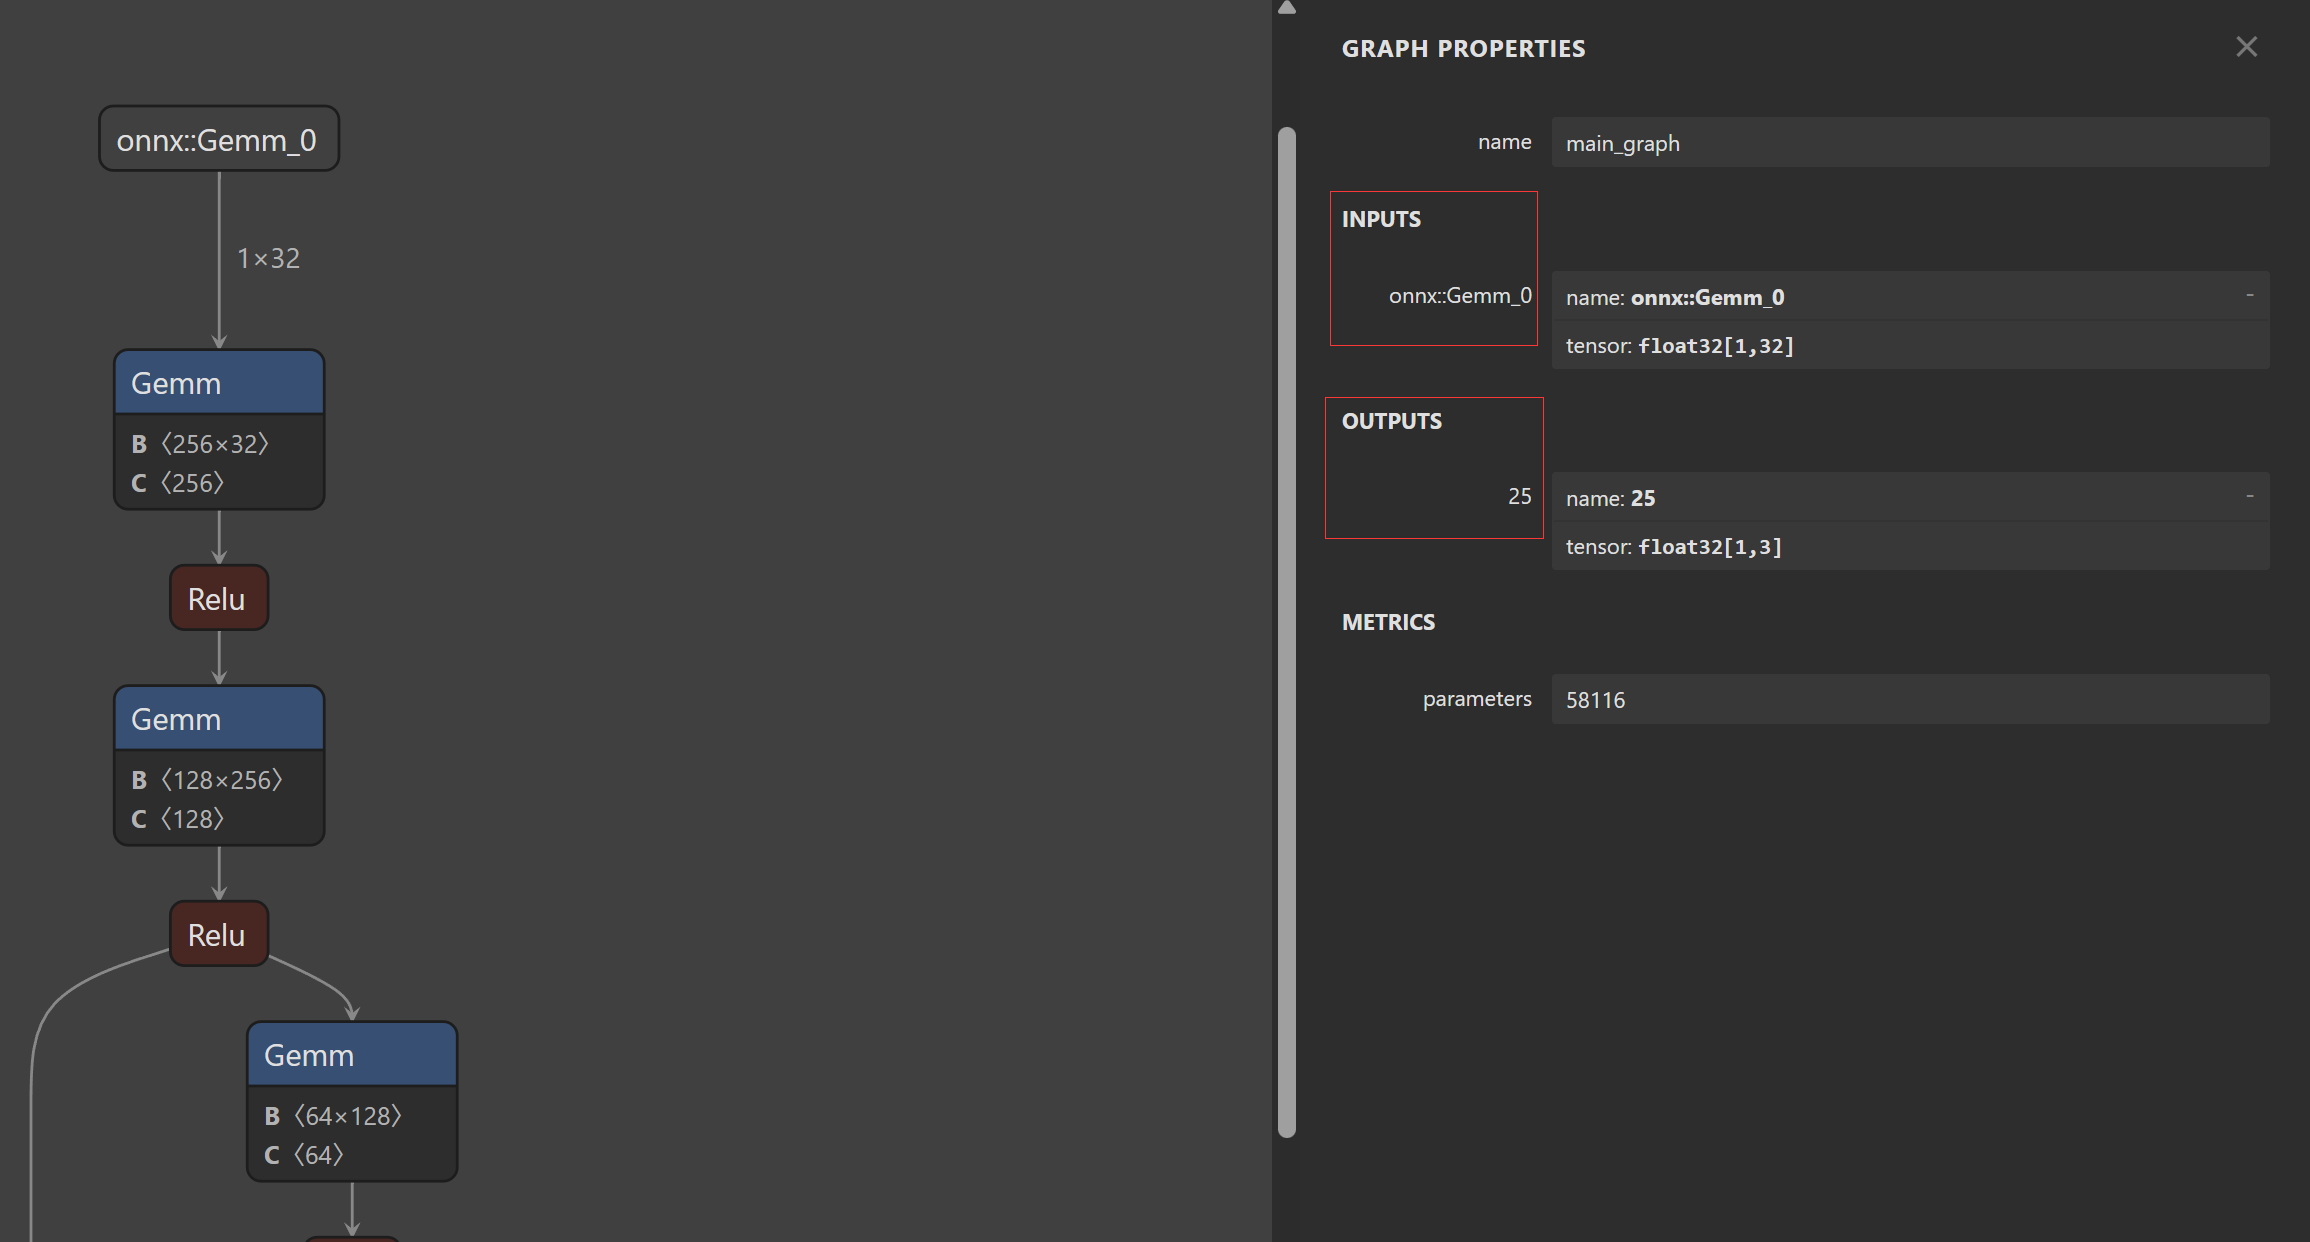 onnx::Gemm_0
1×32
Gemm
B 〈256×32〉
C 〈256〉
Relu
Gemm
B 〈128×256〉
C 〈128〉
Relu
Gemm
B 〈64×128〉
C 〈64〉
GRAPH PROPERTIES
name main_graph
INPUTS
onnx::Gemm_0 name: onnx::Gemm_0 -
tensor: float32[1,32]
OUTPUTS
25 name: 25 -
tensor: float32[1,3]
METRICS
parameters 58116